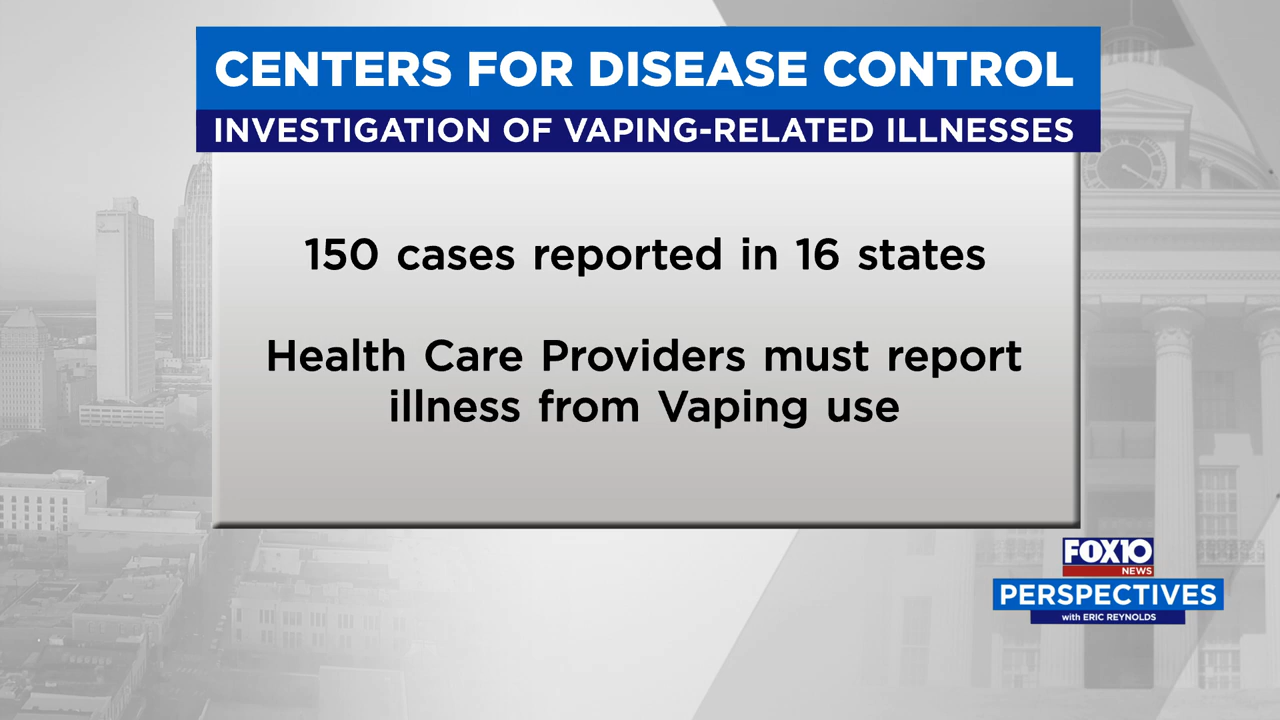 CENTERS FOR DISEASE CONTROL
INVESTIGATION OF VAPING-RELATED ILLNESSES
150 cases reported in 16 states
Health Care Providers must report
illness from Vaping use
FOX10
NEWS
PERSPECTIVES
with ERIC REYNOLDS